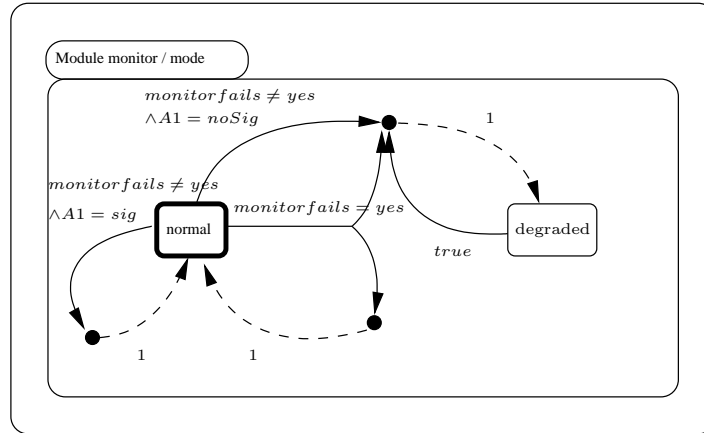 Module monitor / mode
monitorfails ≠ yes
∧A1 = noSig
1
monitorfails ≠ yes
∧A1 = sig
normal
monitorfails = yes
degraded
true
1
1